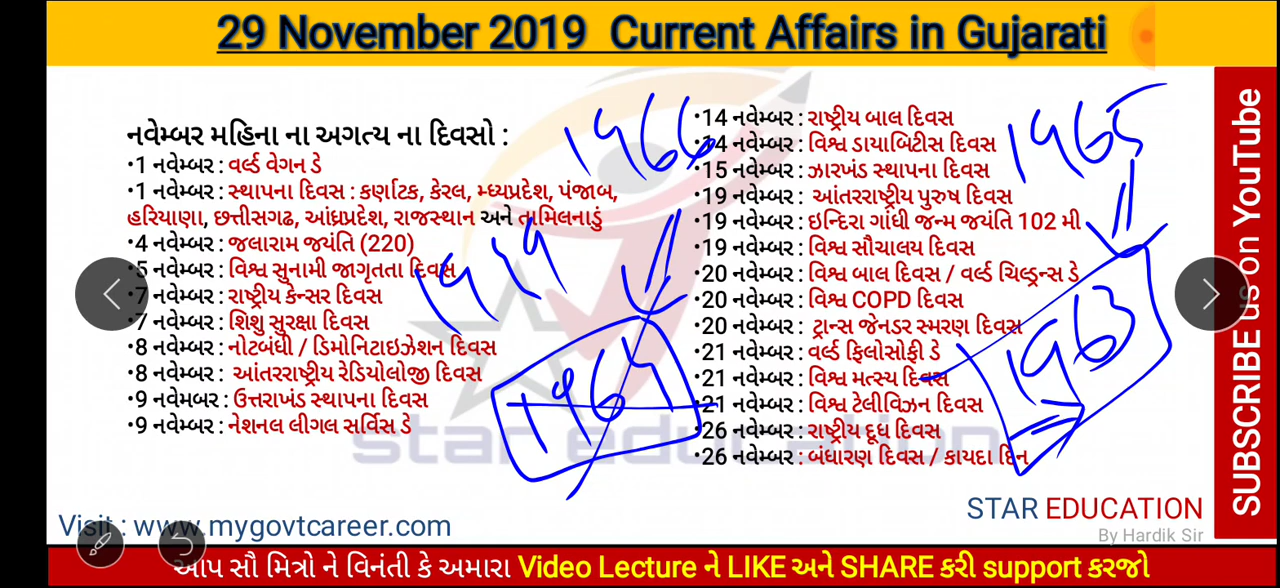 29 November 2019 Current Affairs in Gujarati
નવેમ્બર મહિના ના અગત્ય ના દિવસો :
•1 નવેમ્બર : વર્લ્ડ વેગન ડે
•1 નવેમ્બર : સ્થાપના દિવસ : કર્ણાટક, કેરલ, મ્ધ્યપ્રદેશ, પંજાબ,
હરિયાણા, છત્તીસગઢ, આંધ્રપ્રદેશ, રાજસ્થાન અને તામિલનાડું
•4 નવેમ્બર : જલારામ જયંતિ (220)
•5 નવેમ્બર : વિશ્વ સુનામી જાગૃતતા દિવસ
•7 નવેમ્બર : રાષ્ટ્રીય કેન્સર દિવસ
•7 નવેમ્બર : શિશુ સુરક્ષા દિવસ
•8 નવેમ્બર : નોટબંધી / ડિમોનિટાઇઝેશન દિવસ
•8 નવેમ્બર : આંતરરાષ્ટ્રીય રેડિયોલોજી દિવસ
•9 નવેમબર : ઉત્તરાખંડ સ્થાપના દિવસ
•9 નવેમ્બર : નેશનલ લીગલ સર્વિસ ડે
•14 નવેમ્બર : રાષ્ટ્રીય બાલ દિવસ
•14 નવેમ્બર : વિશ્વ ડાયાબિટીસ દિવસ
•15 નવેમ્બર : ઝારખંડ સ્થાપના દિવસ
•19 નવેમ્બર : આંતરરાષ્ટ્રીય પુરુષ દિવસ
•19 નવેમ્બર : ઇન્દિરા ગાંધી જન્મ જયંતિ 102 મી
•19 નવેમ્બર : વિશ્વ સૌચાલય દિવસ
•20 નવેમ્બર : વિશ્વ બાલ દિવસ / વર્લ્ડ ચિલ્ડ્રન્સ ડે
•20 નવેમ્બર : વિશ્વ COPD દિવસ
•20 નવેમ્બર : ટ્રાન્સ જેનડર સ્મરણ દિવસ
•21 નવેમ્બર : વર્લ્ડ ફિલોસોફી ડે
•21 નવેમ્બર : વિશ્વ મત્સ્ય દિવસ
•21 નવેમ્બર : વિશ્વ ટેલીવિઝન દિવસ
•26 નવેમ્બર : રાષ્ટ્રીય દૂધ દિવસ
•26 નવેમ્બર : બંધારણ દિવસ / કાયદા દિન
1966
1965
1963
star education
STAR EDUCATION
By Hardik Sir
Visit : www.mygovtcareer.com
SUBSCRIBE us on YouTube
આપ સૌ મિત્રો ને વિનંતી કે અમારા Video Lecture ને LIKE અને SHARE કરી support કરજો